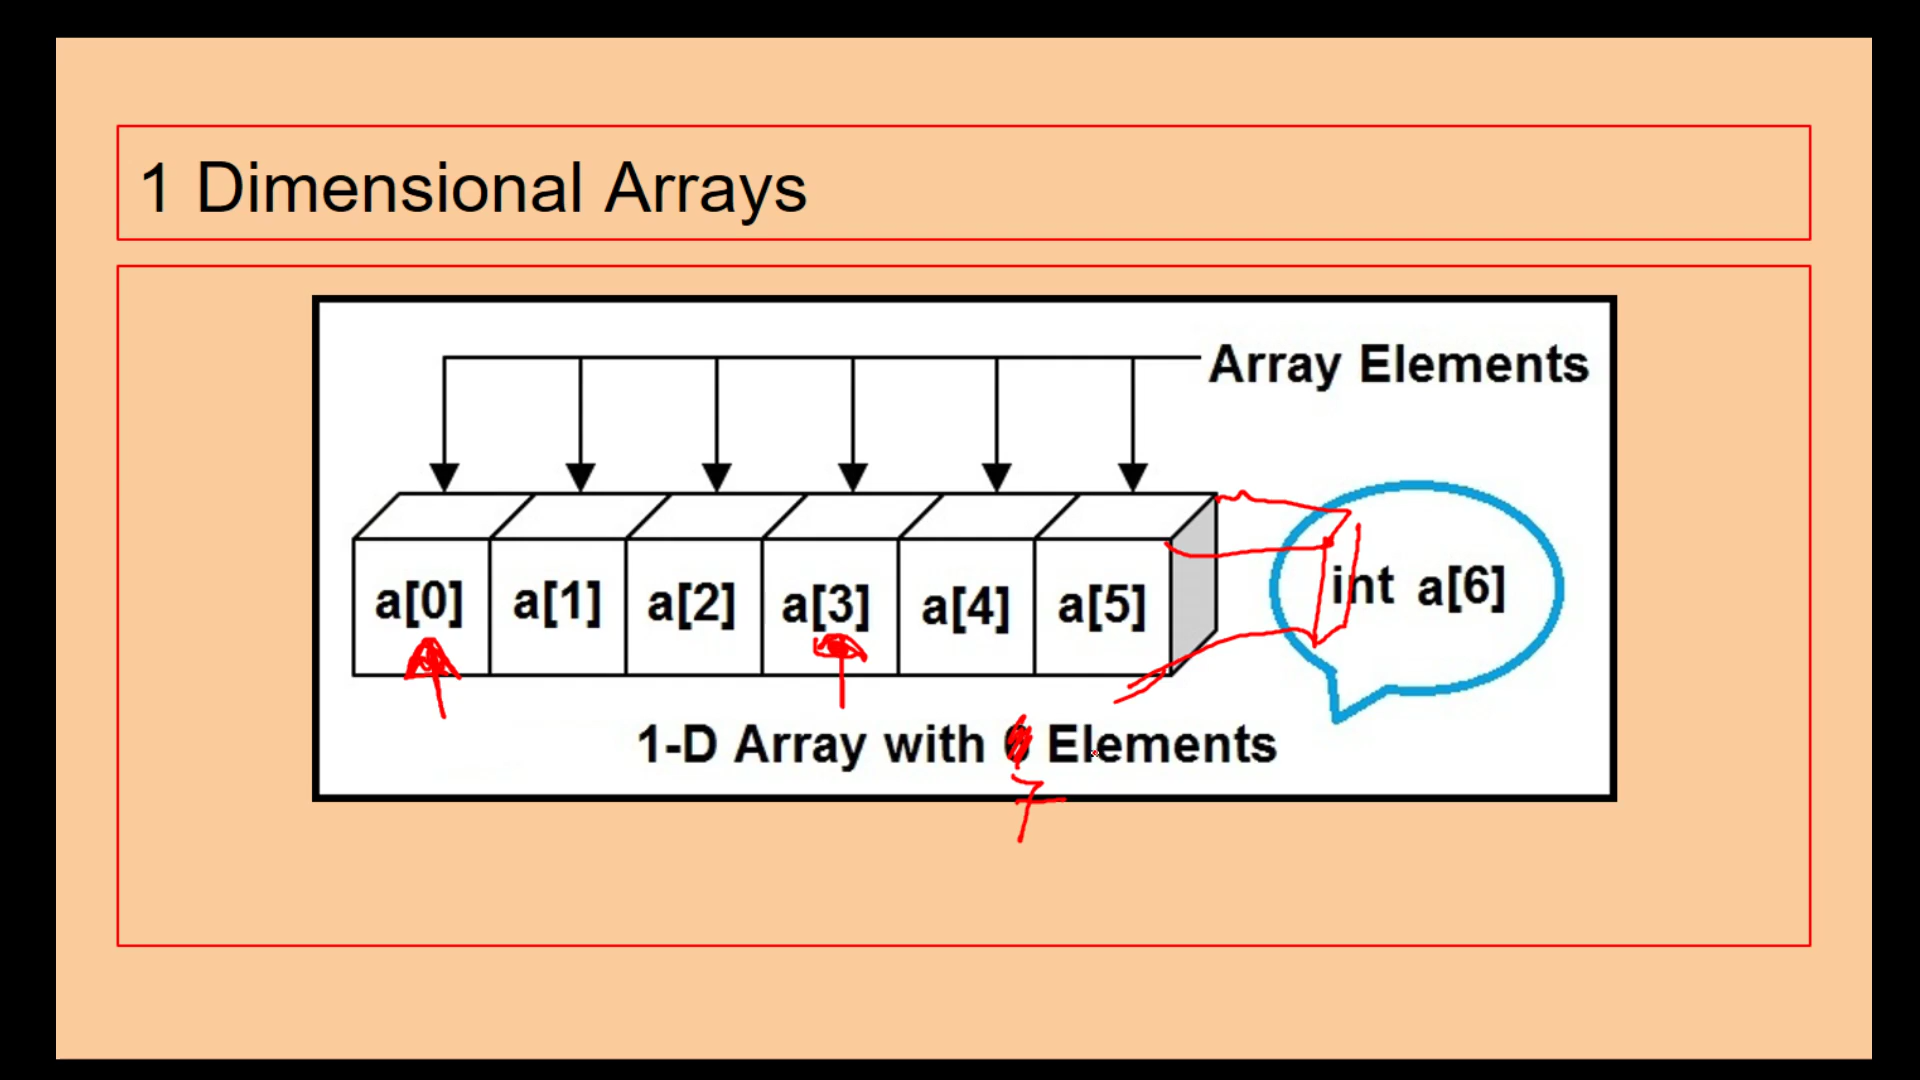 1 Dimensional Arrays
Array Elements
a[0] a[1] a[2] a[3] a[4] a[5]
int a[6]
1-D Array with 6 Elements
7